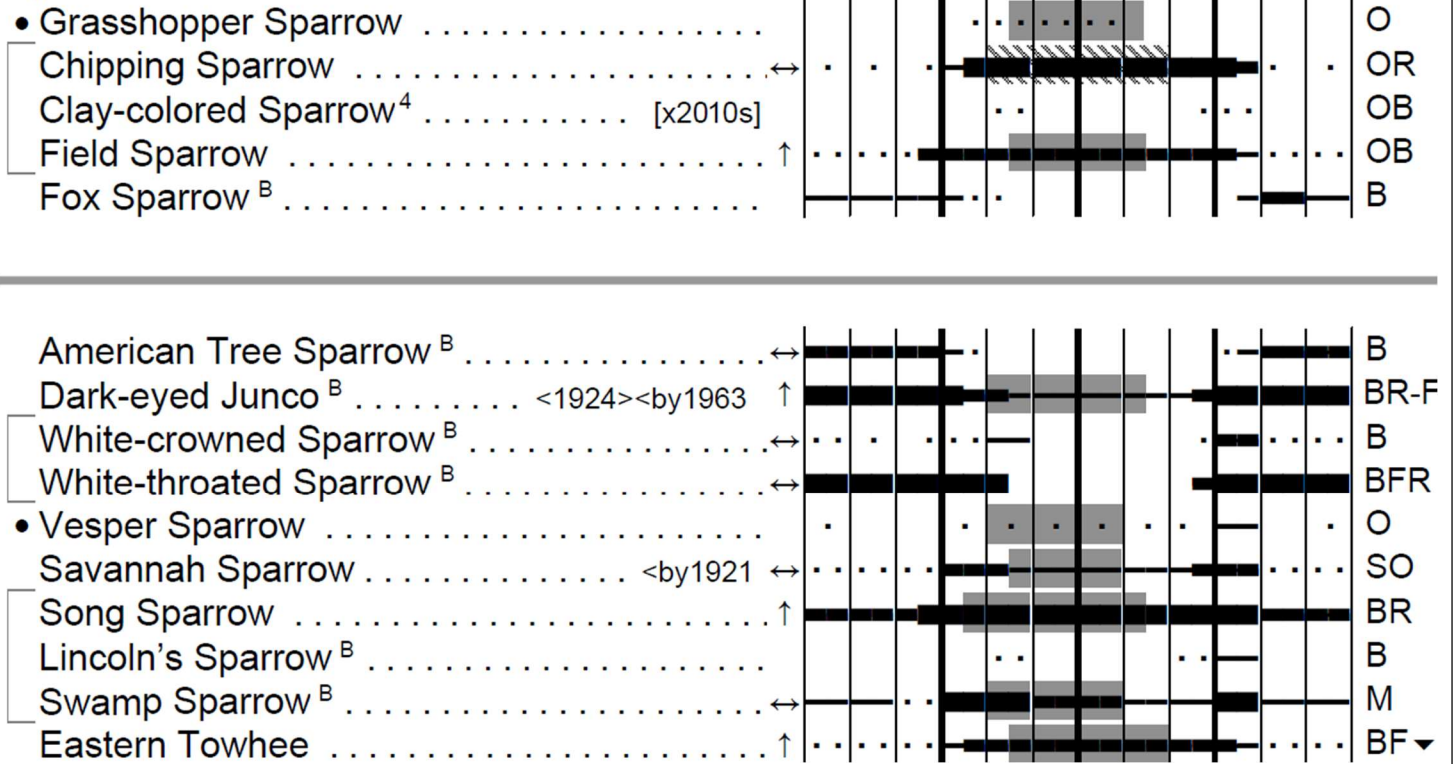 • Grasshopper Sparrow . . . . . . . . . . . . . . . . . . O
Chipping Sparrow . . . . . . . . . . . . . . . . . . . . . ↔ OR
Clay-colored Sparrow⁴ . . . . . . . . . . . [x2010s] OB
Field Sparrow . . . . . . . . . . . . . . . . . . . . . . . . ↑ OB
Fox Sparrow ᴮ . . . . . . . . . . . . . . . . . . . . . . . . . B
American Tree Sparrow ᴮ . . . . . . . . . . . . . . . . ↔ B
Dark-eyed Junco ᴮ . . . . . . . . . <1924><by1963 ↑ BR-F
White-crowned Sparrow ᴮ . . . . . . . . . . . . . . . . ↔ B
White-throated Sparrow ᴮ . . . . . . . . . . . . . . . . ↔ BFR
• Vesper Sparrow . . . . . . . . . . . . . . . . . . . . . . . O
Savannah Sparrow . . . . . . . . . . . . . . <by1921 ↔ SO
Song Sparrow . . . . . . . . . . . . . . . . . . . . . . . . . ↑ BR
Lincoln’s Sparrow ᴮ . . . . . . . . . . . . . . . . . . . . . B
Swamp Sparrow ᴮ . . . . . . . . . . . . . . . . . . . . . . ↔ M
Eastern Towhee . . . . . . . . . . . . . . . . . . . . . . . ↑ BF ▾